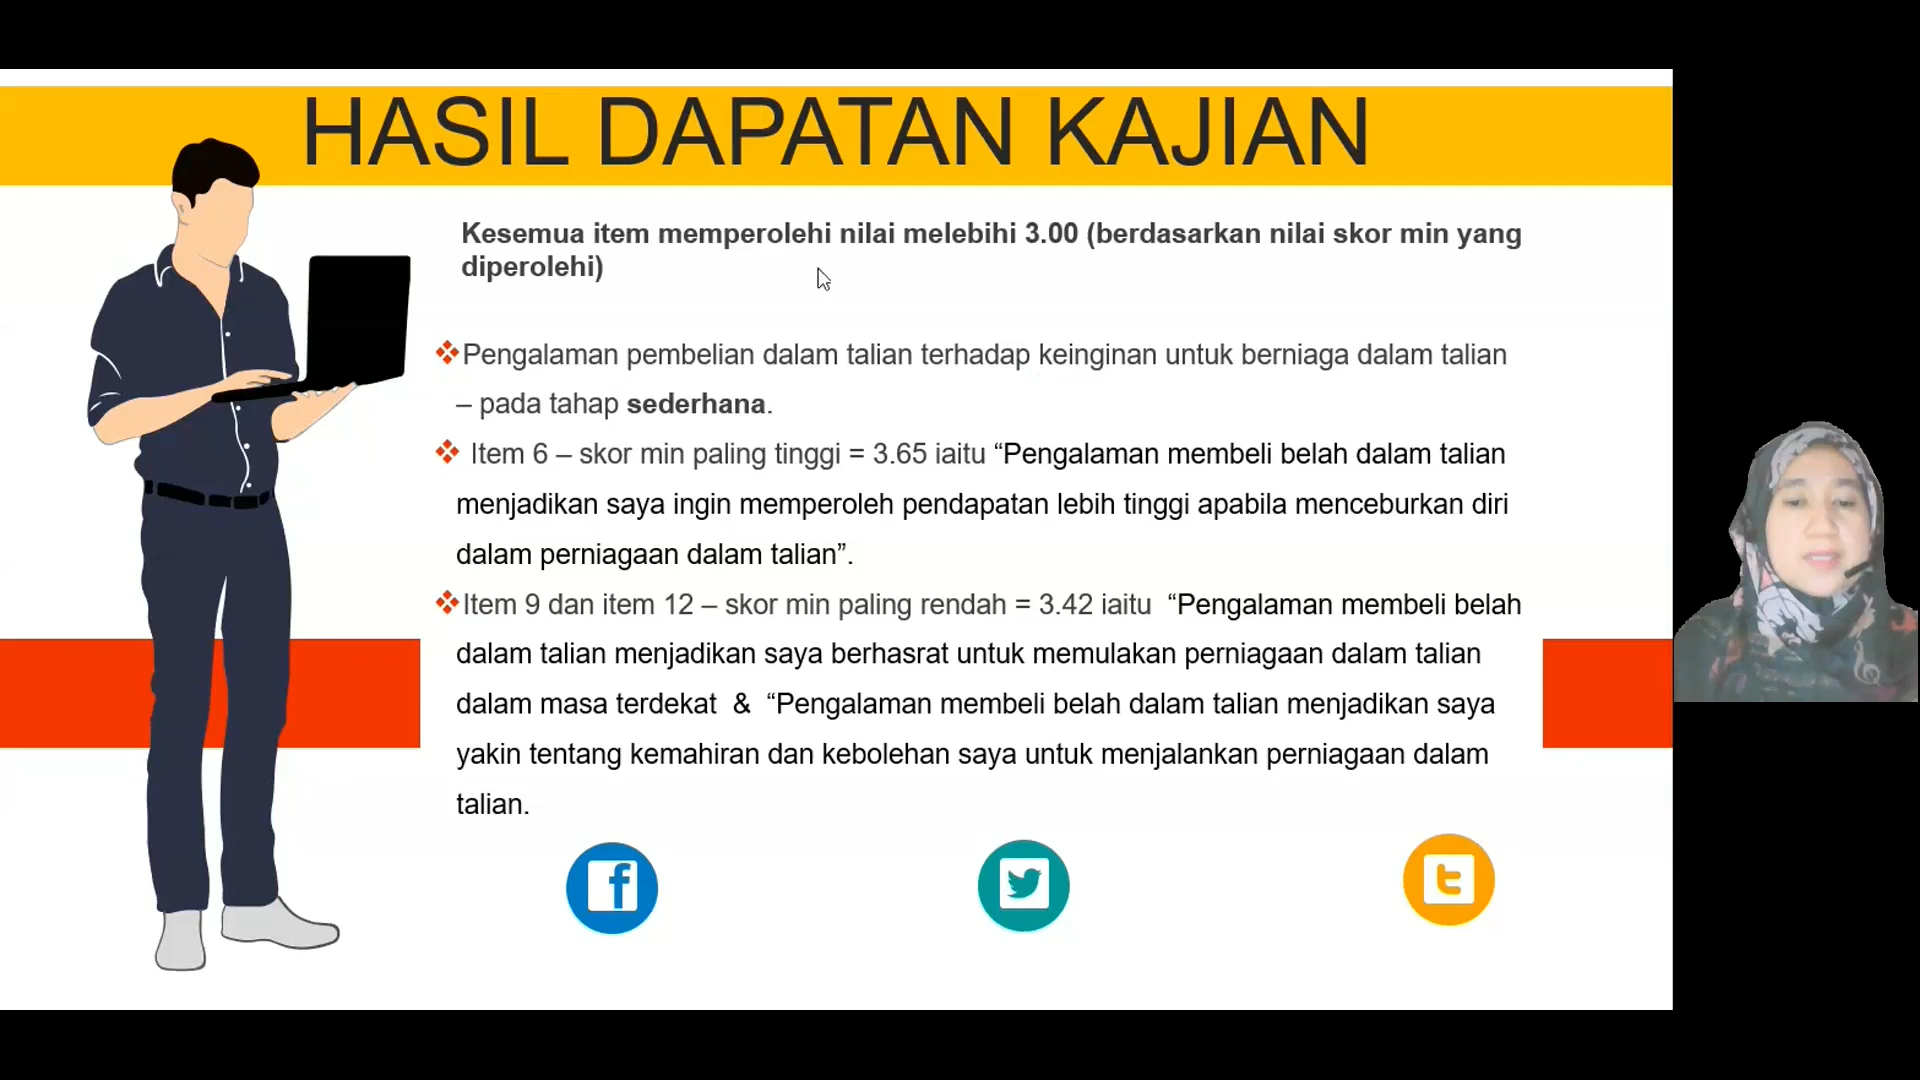 HASIL DAPATAN KAJIAN
Kesemua item memperolehi nilai melebihi 3.00 (berdasarkan nilai skor min yang
diperolehi)
Pengalaman pembelian dalam talian terhadap keinginan untuk berniaga dalam talian
– pada tahap sederhana.
Item 6 – skor min paling tinggi = 3.65 iaitu “Pengalaman membeli belah dalam talian
menjadikan saya ingin memperoleh pendapatan lebih tinggi apabila menceburkan diri
dalam perniagaan dalam talian”.
Item 9 dan item 12 – skor min paling rendah = 3.42 iaitu “Pengalaman membeli belah
dalam talian menjadikan saya berhasrat untuk memulakan perniagaan dalam talian
dalam masa terdekat & “Pengalaman membeli belah dalam talian menjadikan saya
yakin tentang kemahiran dan kebolehan saya untuk menjalankan perniagaan dalam
talian.